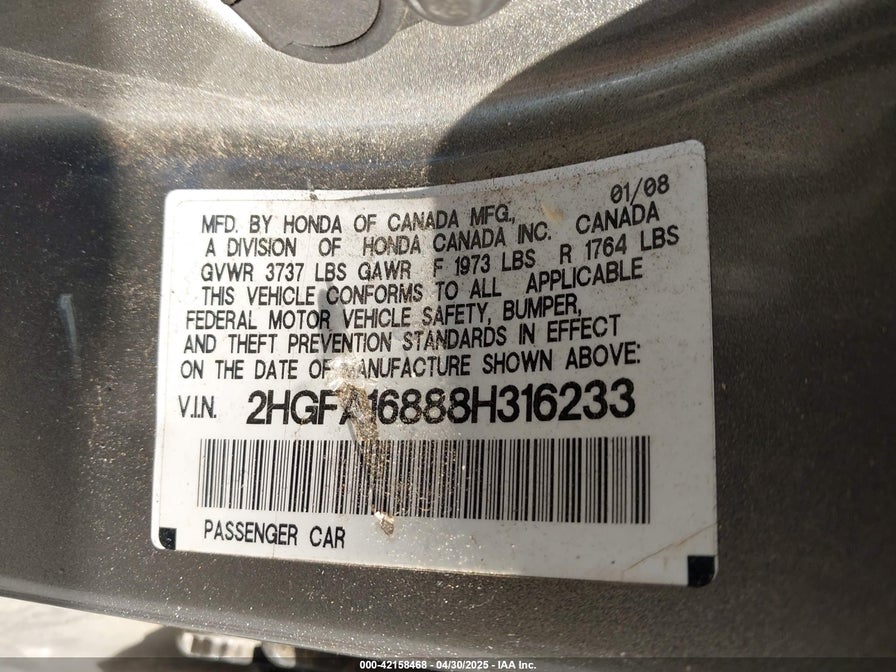 01/08
MFD. BY HONDA OF CANADA MFG.,
A DIVISION OF HONDA CANADA INC. CANADA
GVWR 3737 LBS GAWR F 1973 LBS R 1764 LBS
THIS VEHICLE CONFORMS TO ALL APPLICABLE
FEDERAL MOTOR VEHICLE SAFETY, BUMPER,
AND THEFT PREVENTION STANDARDS IN EFFECT
ON THE DATE OF MANUFACTURE SHOWN ABOVE:
V.I.N. 2HGFA16888H316233
PASSENGER CAR
000-42158468 - 04/30/2025 - IAA Inc.